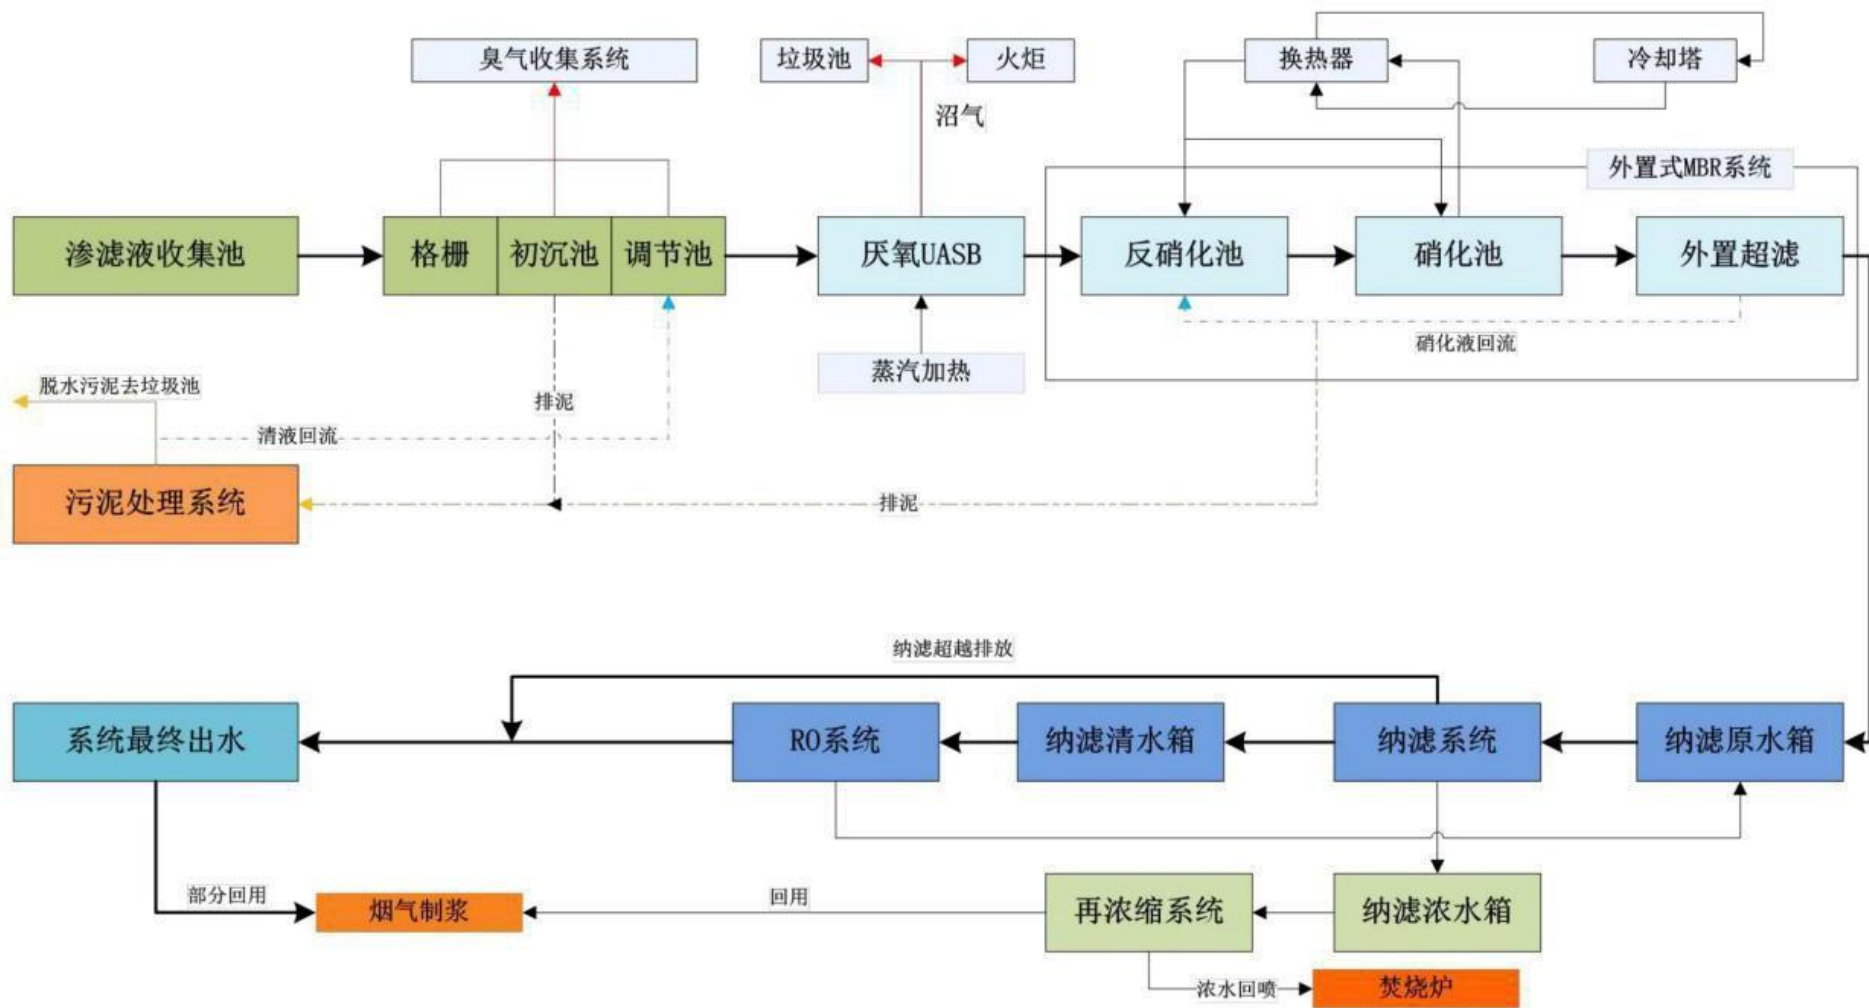 臭气收集系统
垃圾池
火炬
换热器
冷却塔
沼气
外置式MBR系统
渗滤液收集池
格栅
初沉池
调节池
厌氧UASB
反硝化池
硝化池
外置超滤
硝化液回流
蒸汽加热
脱水污泥去垃圾池
排泥
清液回流
污泥处理系统
排泥
纳滤超越排放
系统最终出水
RO系统
纳滤清水箱
纳滤系统
纳滤原水箱
部分回用
烟气制浆
回用
再浓缩系统
纳滤浓水箱
浓水回喷
焚烧炉